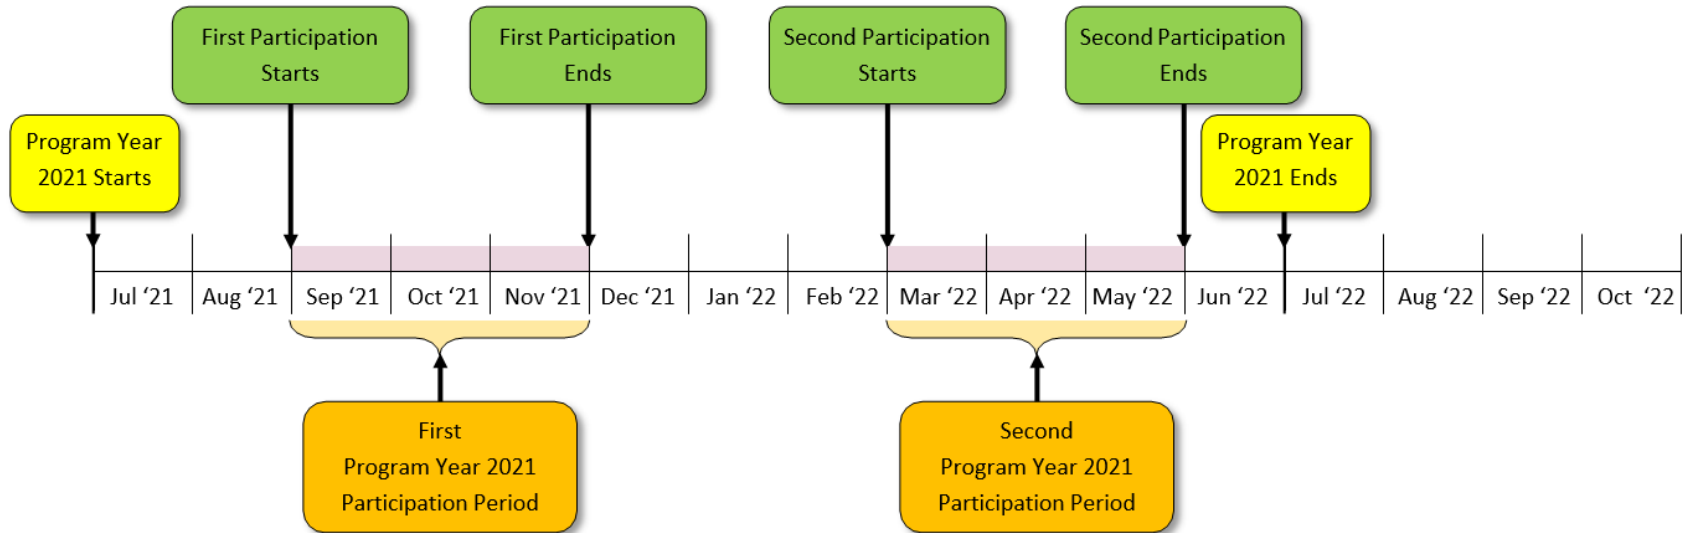 First Participation
Starts
First Participation
Ends
Second Participation
Starts
Second Participation
Ends
Program Year
2021 Starts
Program Year
2021 Ends
Jul ‘21 Aug ‘21 Sep ‘21 Oct ‘21 Nov ‘21 Dec ‘21 Jan ‘22 Feb ‘22 Mar ‘22 Apr ‘22 May ‘22 Jun ‘22 Jul ‘22 Aug ‘22 Sep ‘22 Oct ‘22
First
Program Year 2021
Participation Period
Second
Program Year 2021
Participation Period